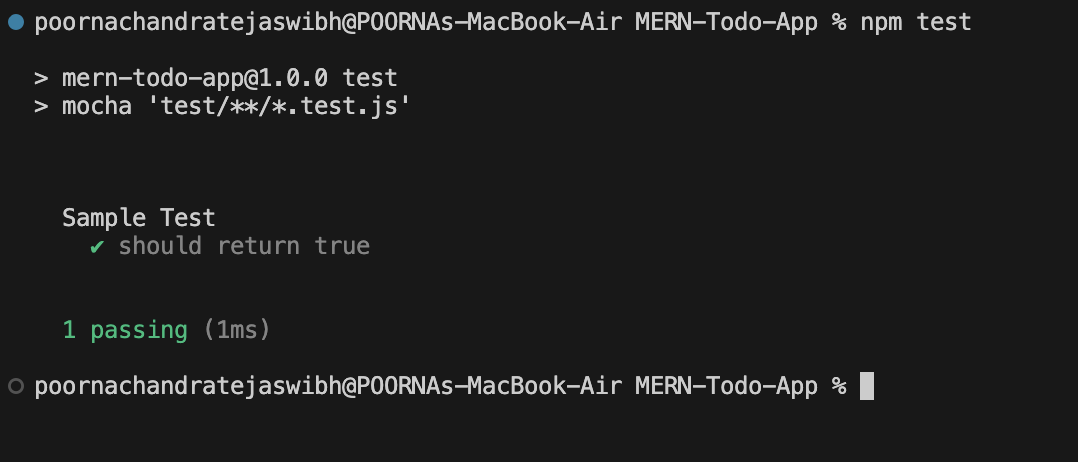 poornachandratejaswibh@POORNAs-MacBook-Air MERN-Todo-App % npm test
> mern-todo-app@1.0.0 test
> mocha 'test/**/*.test.js'
Sample Test
✔ should return true
1 passing (1ms)
poornachandratejaswibh@POORNAs-MacBook-Air MERN-Todo-App %